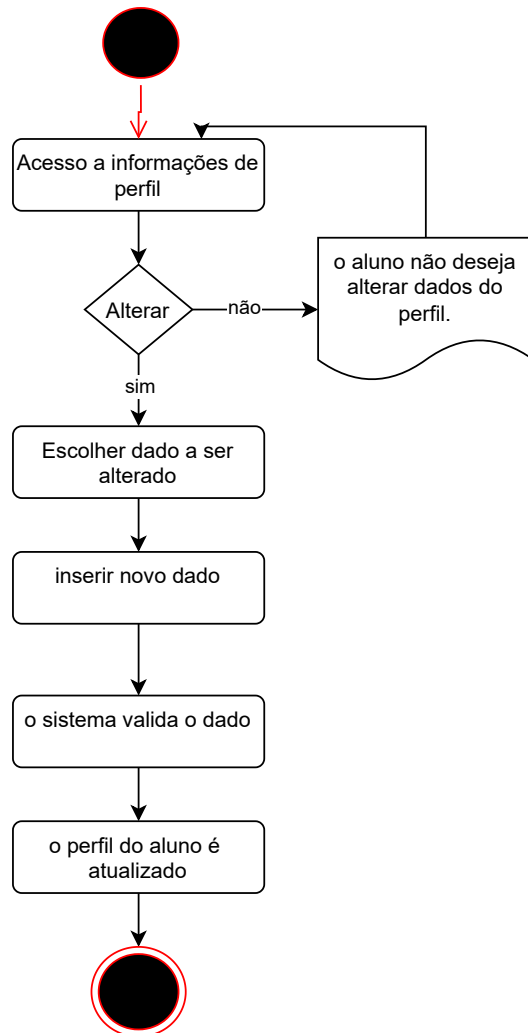 Acesso a informações de
perfil
Alterar
não
o aluno não deseja
alterar dados do
perfil.
sim
Escolher dado a ser
alterado
inserir novo dado
o sistema valida o dado
o perfil do aluno é
atualizado